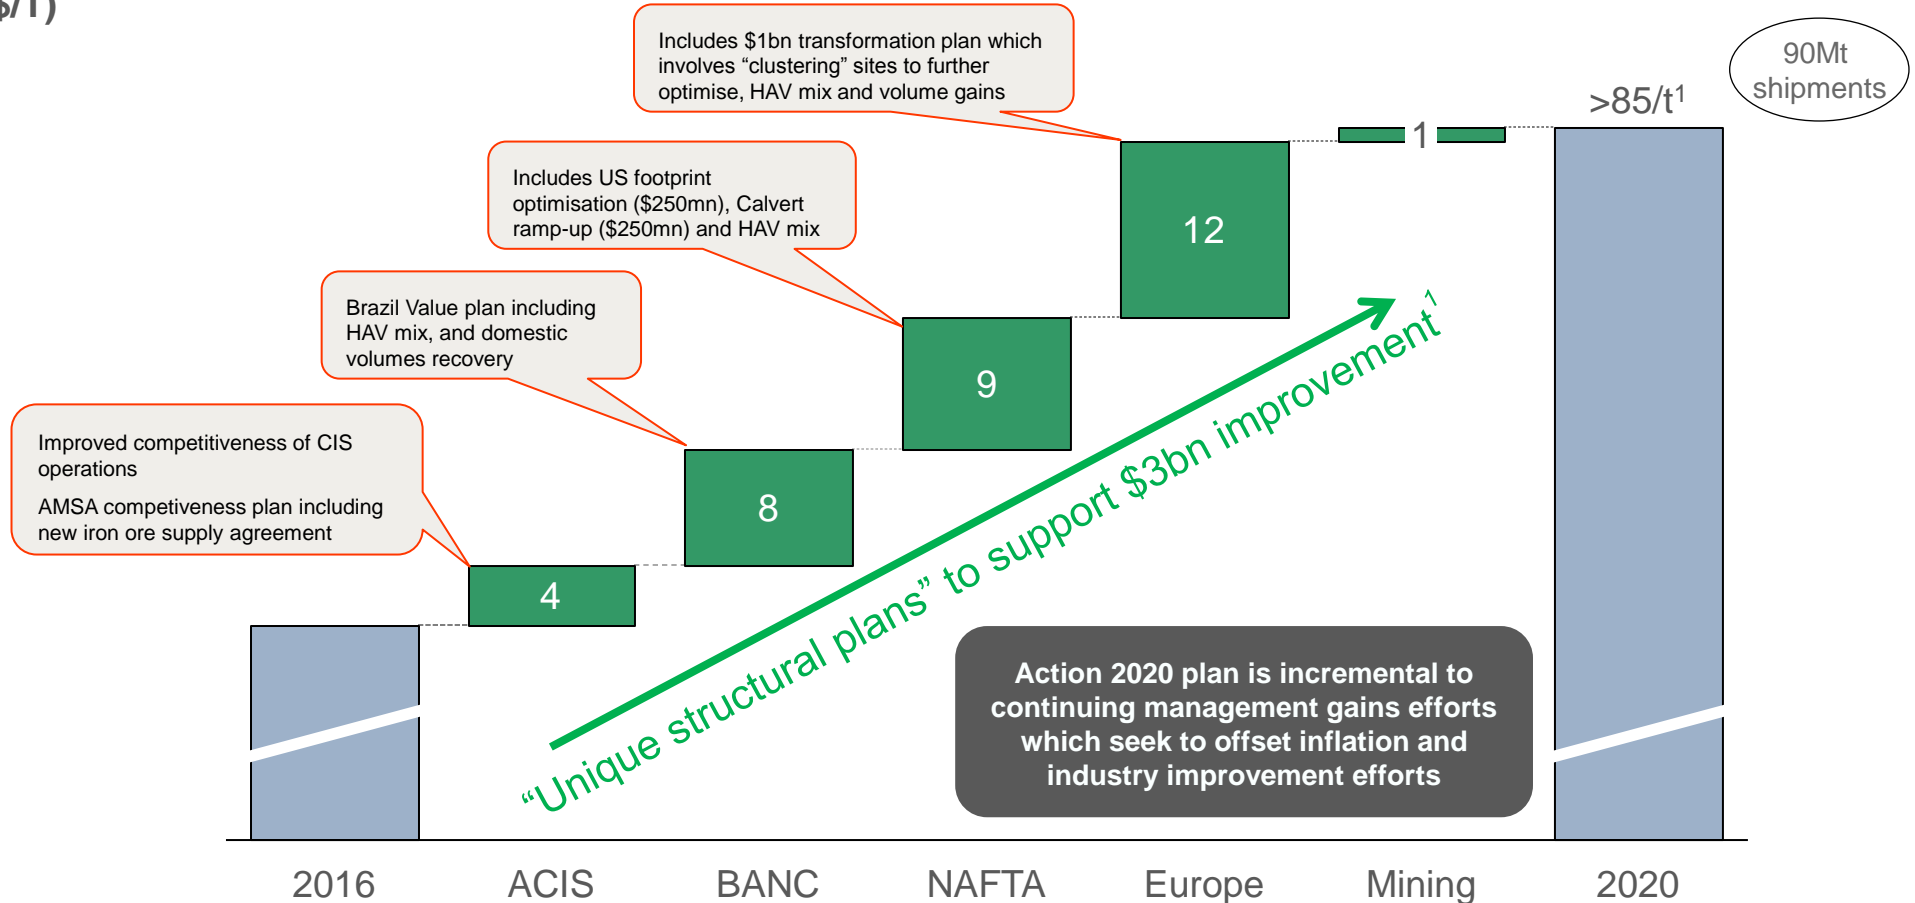 $/T)
Includes $1bn transformation plan which
involves “clustering” sites to further
optimise, HAV mix and volume gains
90Mt
shipments
>85/t¹
1
Includes US footprint
optimisation ($250mn), Calvert
ramp-up ($250mn) and HAV mix
12
Brazil Value plan including
HAV mix, and domestic
volumes recovery
9
Improved competitiveness of CIS
operations
AMSA competiveness plan including
new iron ore supply agreement
8
4
“Unique structural plans” to support $3bn improvement¹
Action 2020 plan is incremental to
continuing management gains efforts
which seek to offset inflation and
industry improvement efforts
2016
ACIS
BANC
NAFTA
Europe
Mining
2020